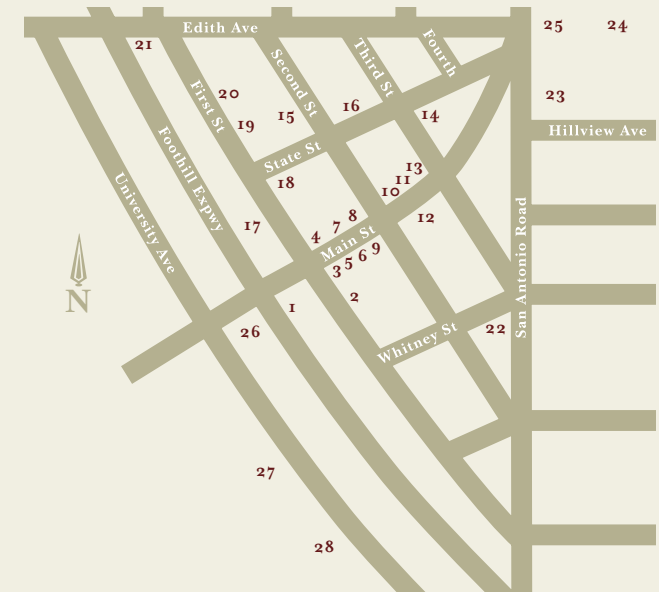 Edith Ave
25
24
21
Fourth
Third St
Second St
20
First St
23
16
15
14
19
Hillview Ave
State St
Foothill Expwy
13
11
18
10
University Ave
17
8
7
12
4
Main St
9
6
5
3
San Antonio Road
2
N
1
26
22
Whitney St
27
28